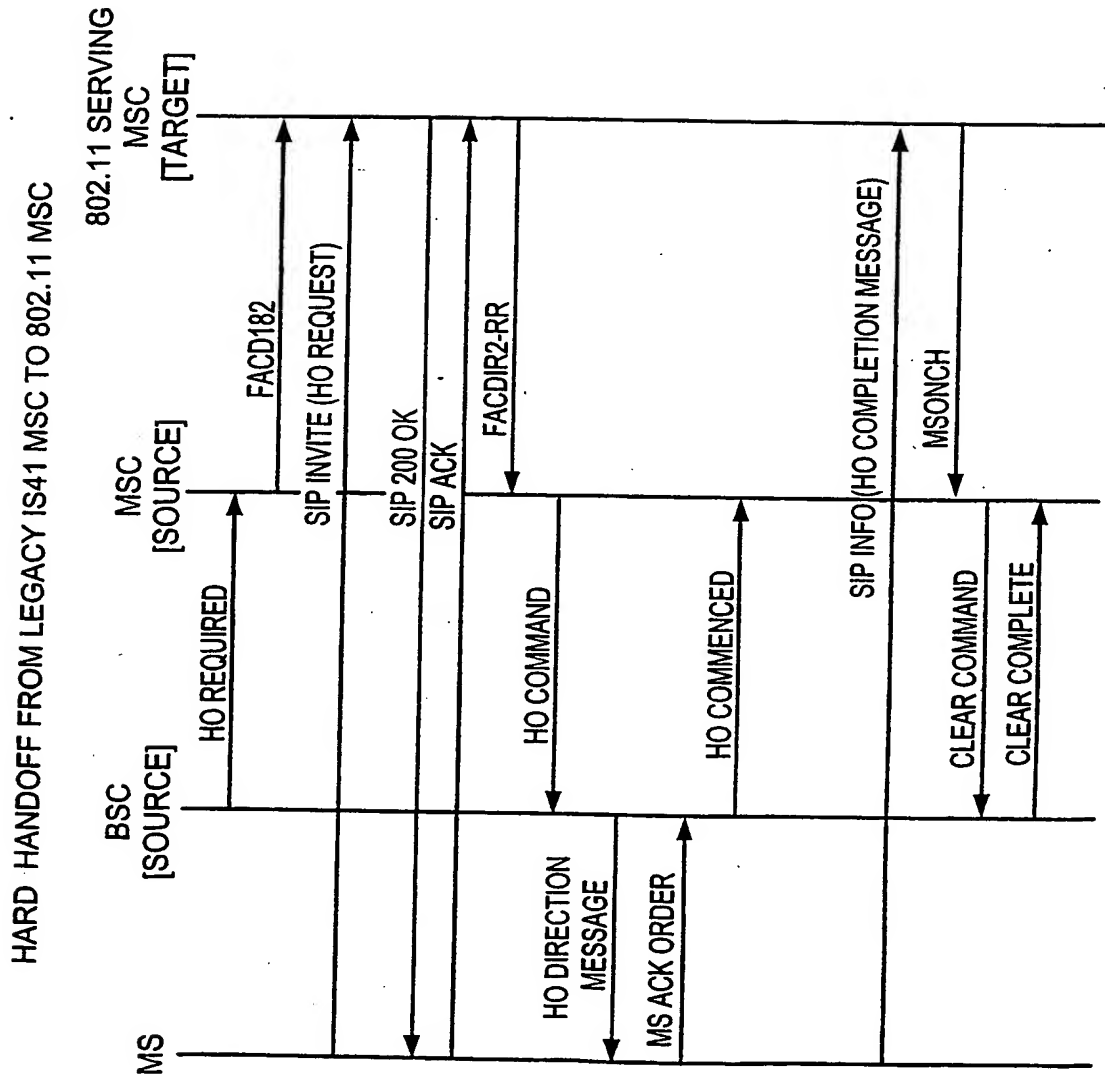 HARD HANDOFF FROM LEGACY IS41 MSC TO 802.11 MSC
MS
BSC
[SOURCE]
MSC
[SOURCE]
802.11 SERVING
MSC
[TARGET]
HO REQUIRED
FACD182
SIP INVITE (HO REQUEST)
SIP 200 OK
SIP ACK
FACDIR2-RR
HO COMMAND
HO DIRECTION
MESSAGE
MS ACK ORDER
HO COMMENCED
SIP INFO (HO COMPLETION MESSAGE)
MSONCH
CLEAR COMMAND
CLEAR COMPLETE